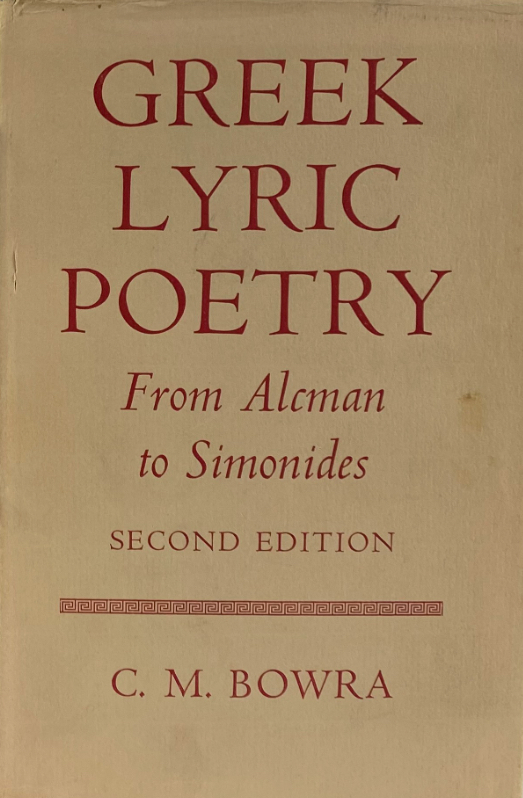 GREEK
LYRIC
POETRY
From Alcman
to Simonides
SECOND EDITION
C. M. BOWRA